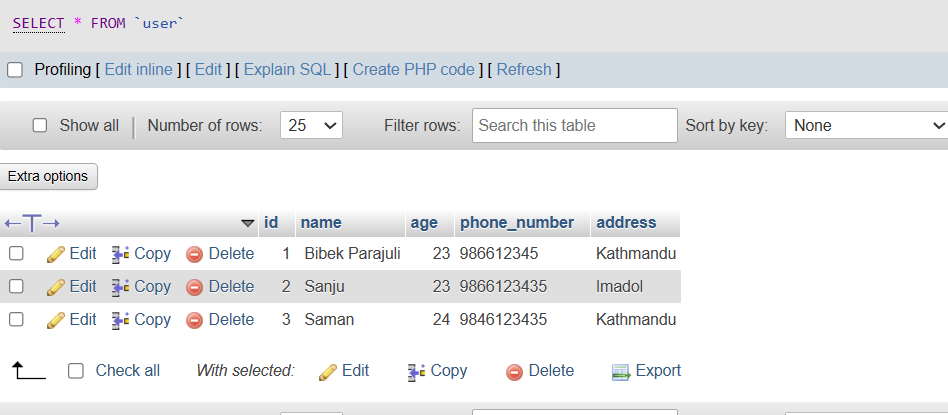 SELECT * FROM `user`
Profiling [ Edit inline ] [ Edit ] [ Explain SQL ] [ Create PHP code ] [ Refresh ]
Show all Number of rows: 25 Filter rows: Search this table Sort by key: None
Extra options
id name age phone_number address
Edit Copy Delete 1 Bibek Parajuli 23 986612345 Kathmandu
Edit Copy Delete 2 Sanju 23 9866123435 Imadol
Edit Copy Delete 3 Saman 24 9846123435 Kathmandu
Check all With selected: Edit Copy Delete Export